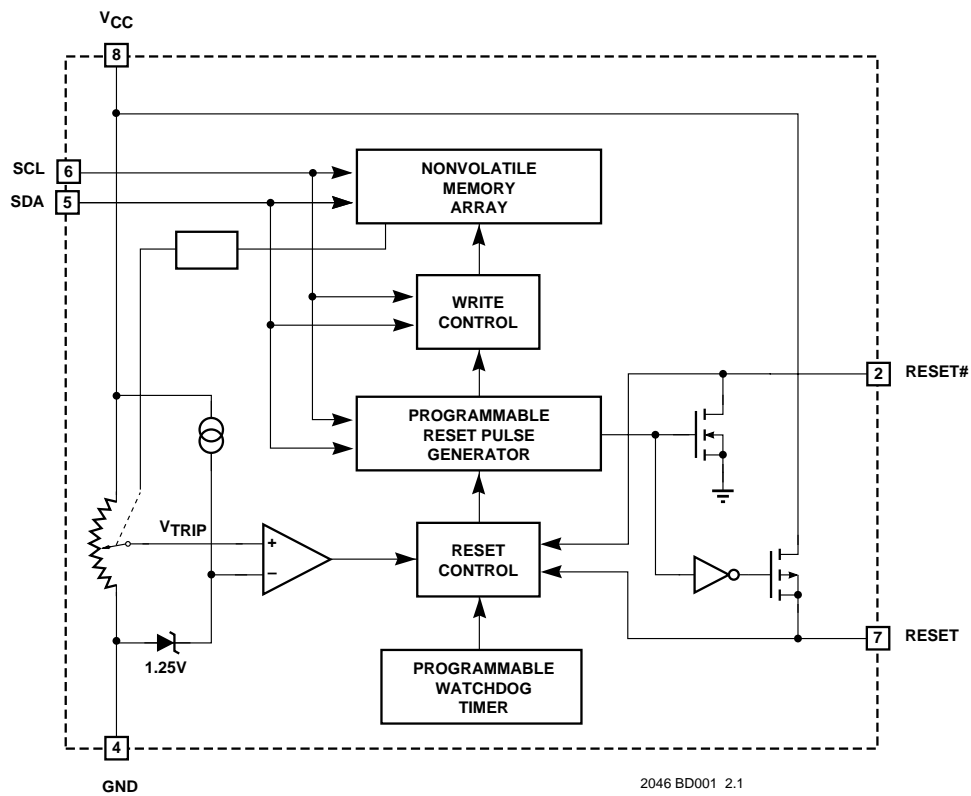 VCC
8
SCL
6
SDA
5
NONVOLATILE
MEMORY
ARRAY
WRITE
CONTROL
2
RESET#
PROGRAMMABLE
RESET PULSE
GENERATOR
VTRIP
+
–
RESET
CONTROL
1.25V
7
RESET
PROGRAMMABLE
WATCHDOG
TIMER
4
GND
2046 BD001 2.1